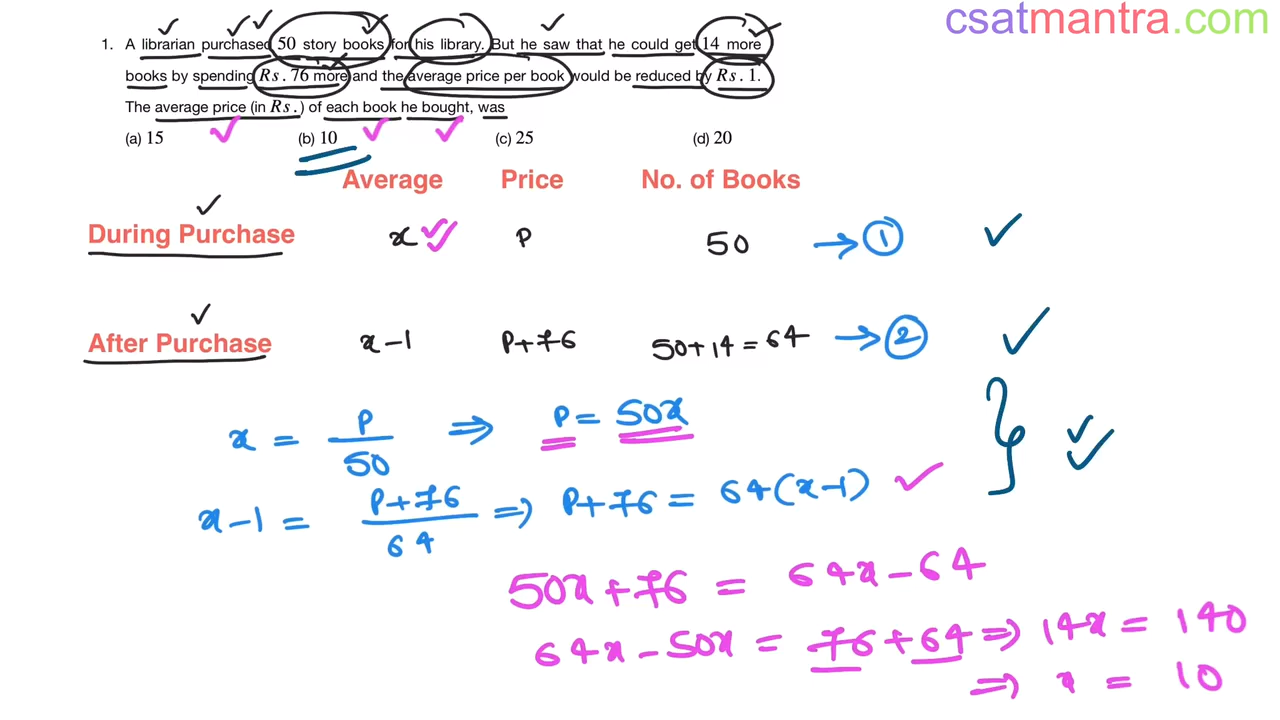 csatmantra.com
1. A librarian purchased 50 story books for his library. But he saw that he could get 14 more
books by spending Rs. 76 more and the average price per book would be reduced by Rs. 1.
The average price (in Rs.) of each book he bought, was
(a) 15 (b) 10 (c) 25 (d) 20
Average Price No. of Books
During Purchase x P 50 → 1
After Purchase x-1 P+76 50+14=64 → 2
x = P/50 ⇒ P = 50x
x-1 = P+76/64 ⇒ P+76 = 64(x-1)
50x+76 = 64x-64
64x-50x = 76+64 ⇒ 14x = 140
⇒ x = 10